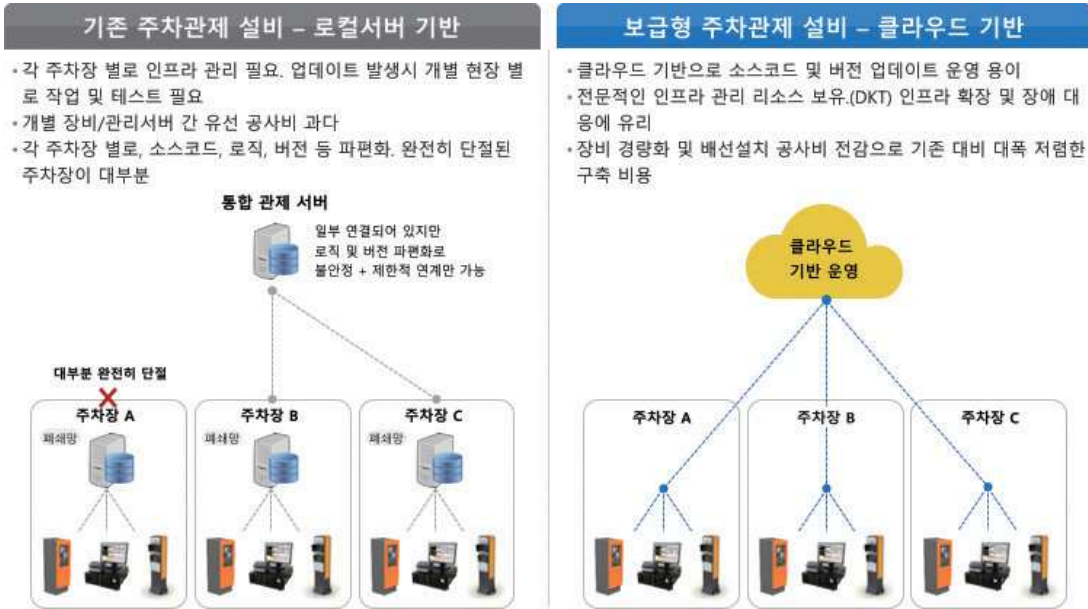 기존 주차관제 설비 – 로컬서버 기반
• 각 주차장 별로 인프라 관리 필요. 업데이트 발생시 개별 현장 별
로 작업 및 테스트 필요
• 개별 장비/관리서버 간 유선 공사비 과다
• 각 주차장 별로, 소스코드, 로직, 버전 등 파편화. 완전히 단절된
주차장이 대부분
통합 관제 서버
일부 연결되어 있지만
로직 및 버전 파편화로
불안정 + 제한적 연계만 가능
대부분 완전히 단절
주차장 A
폐쇄망
주차장 B
폐쇄망
주차장 C
폐쇄망
보급형 주차관제 설비 – 클라우드 기반
• 클라우드 기반으로 소스코드 및 버전 업데이트 운영 용이
• 전문적인 인프라 관리 리소스 보유.(DKT) 인프라 확장 및 장애 대
응에 유리
• 장비 경량화 및 배선설치 공사비 전감으로 기존 대비 대폭 저렴한
구축 비용
클라우드
기반 운영
주차장 A
주차장 B
주차장 C